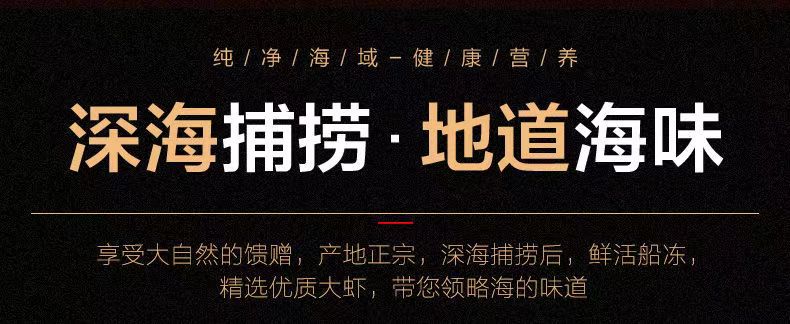 纯/净/海/域-健/康/营/养
深海捕捞·地道海味
享受大自然的馈赠，产地正宗，深海捕捞后，鲜活船冻，
精选优质大虾，带您领略海的味道